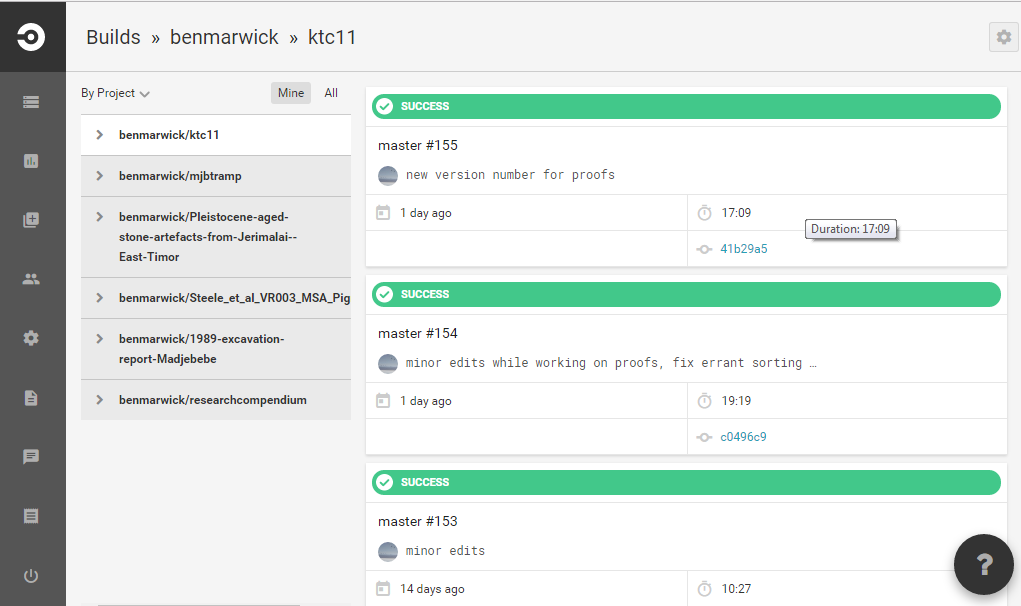 Builds » benmarwick » ktc11
By Project
Mine
All
benmarwick/ktc11
benmarwick/mjbtramp
benmarwick/Pleistocene-aged-
stone-artefacts-from-Jerimalai--
East-Timor
benmarwick/Steele_et_al_VR003_MSA_Pig
benmarwick/1989-excavation-
report-Madjebebe
benmarwick/researchcompendium
SUCCESS
master #155
new version number for proofs
1 day ago
17:09
Duration: 17:09
41b29a5
SUCCESS
master #154
minor edits while working on proofs, fix errant sorting …
1 day ago
19:19
c0496c9
SUCCESS
master #153
minor edits
14 days ago
10:27
?